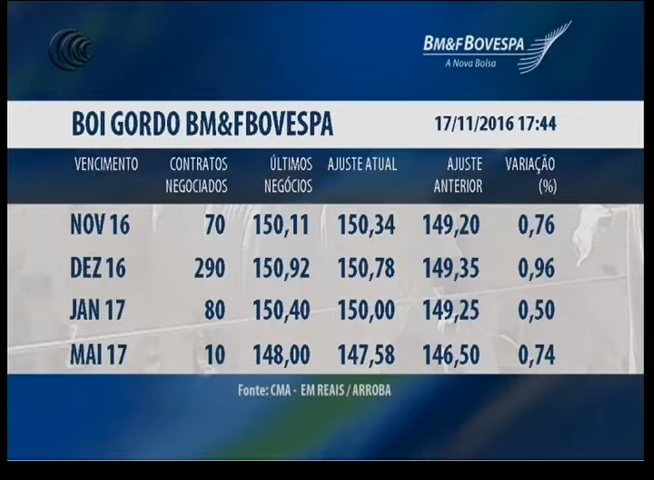 BM&FBOVESPA
A Nova Bolsa
BOI GORDO BM&FBOVESPA 17/11/2016 17:44
VENCIMENTO CONTRATOS NEGOCIADOS ÚLTIMOS NEGÓCIOS AJUSTE ATUAL AJUSTE ANTERIOR VARIAÇÃO (%)
NOV 16 70 150,11 150,34 149,20 0,76
DEZ 16 290 150,92 150,78 149,35 0,96
JAN 17 80 150,40 150,00 149,25 0,50
MAI 17 10 148,00 147,58 146,50 0,74
Fonte: CMA - EM REAIS / ARROBA